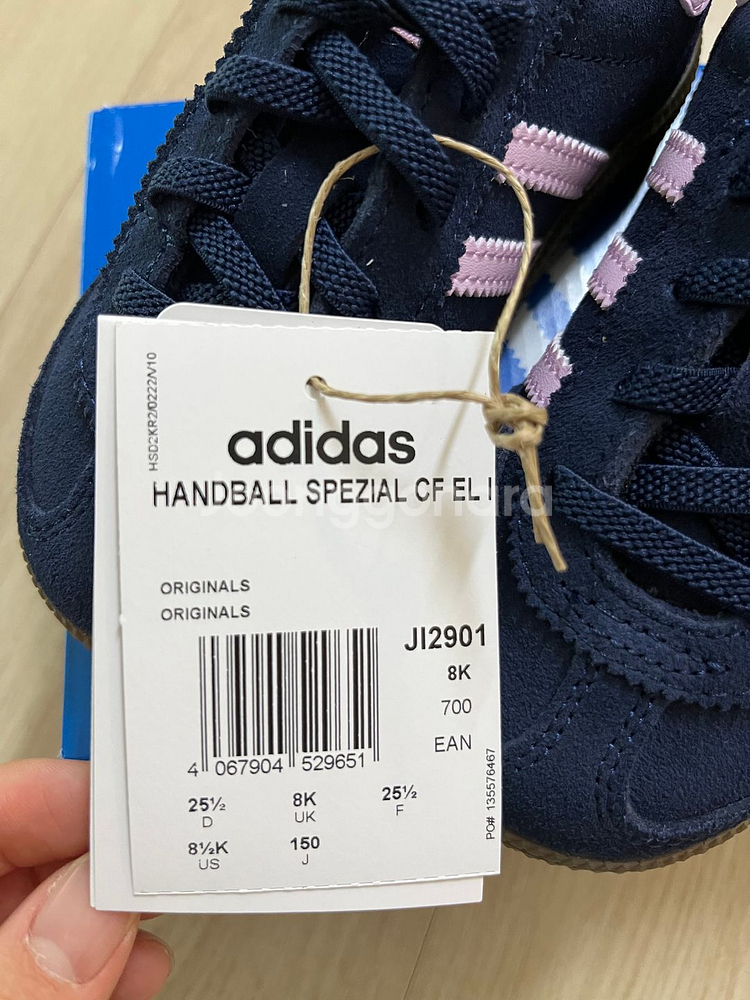 HSD2KR2/0222/V10
adidas
HANDBALL SPEZIAL CF EL I
joonggonara
ORIGINALS
ORIGINALS
JI2901
8K
700
EAN
4 067904 529651
25½ 8K 25½
D UK F
8½K 150
US J
PO# 135576467